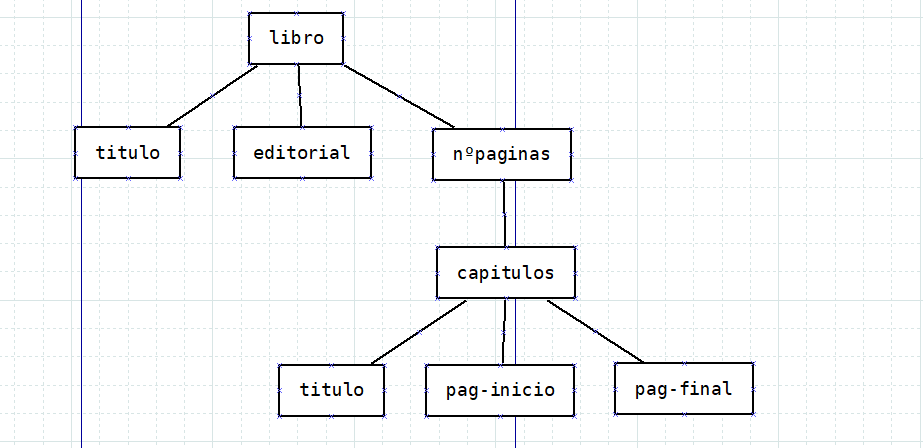 libro
titulo
editorial
nºpaginas
capitulos
titulo
pag-inicio
pag-final